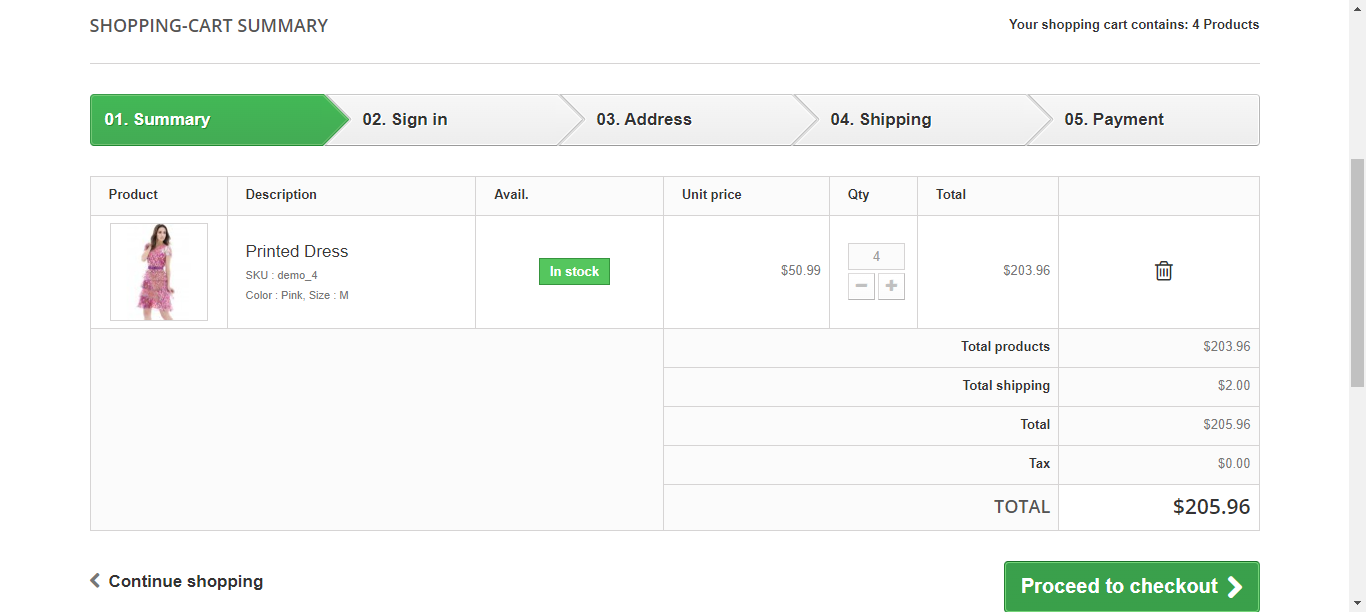 SHOPPING-CART SUMMARY
Your shopping cart contains: 4 Products
01. Summary
02. Sign in
03. Address
04. Shipping
05. Payment
Product
Description
Avail.
Unit price
Qty
Total
Printed Dress
SKU : demo_4
Color : Pink, Size : M
In stock
$50.99
4
$203.96
Total products
$203.96
Total shipping
$2.00
Total
$205.96
Tax
$0.00
TOTAL
$205.96
Continue shopping
Proceed to checkout